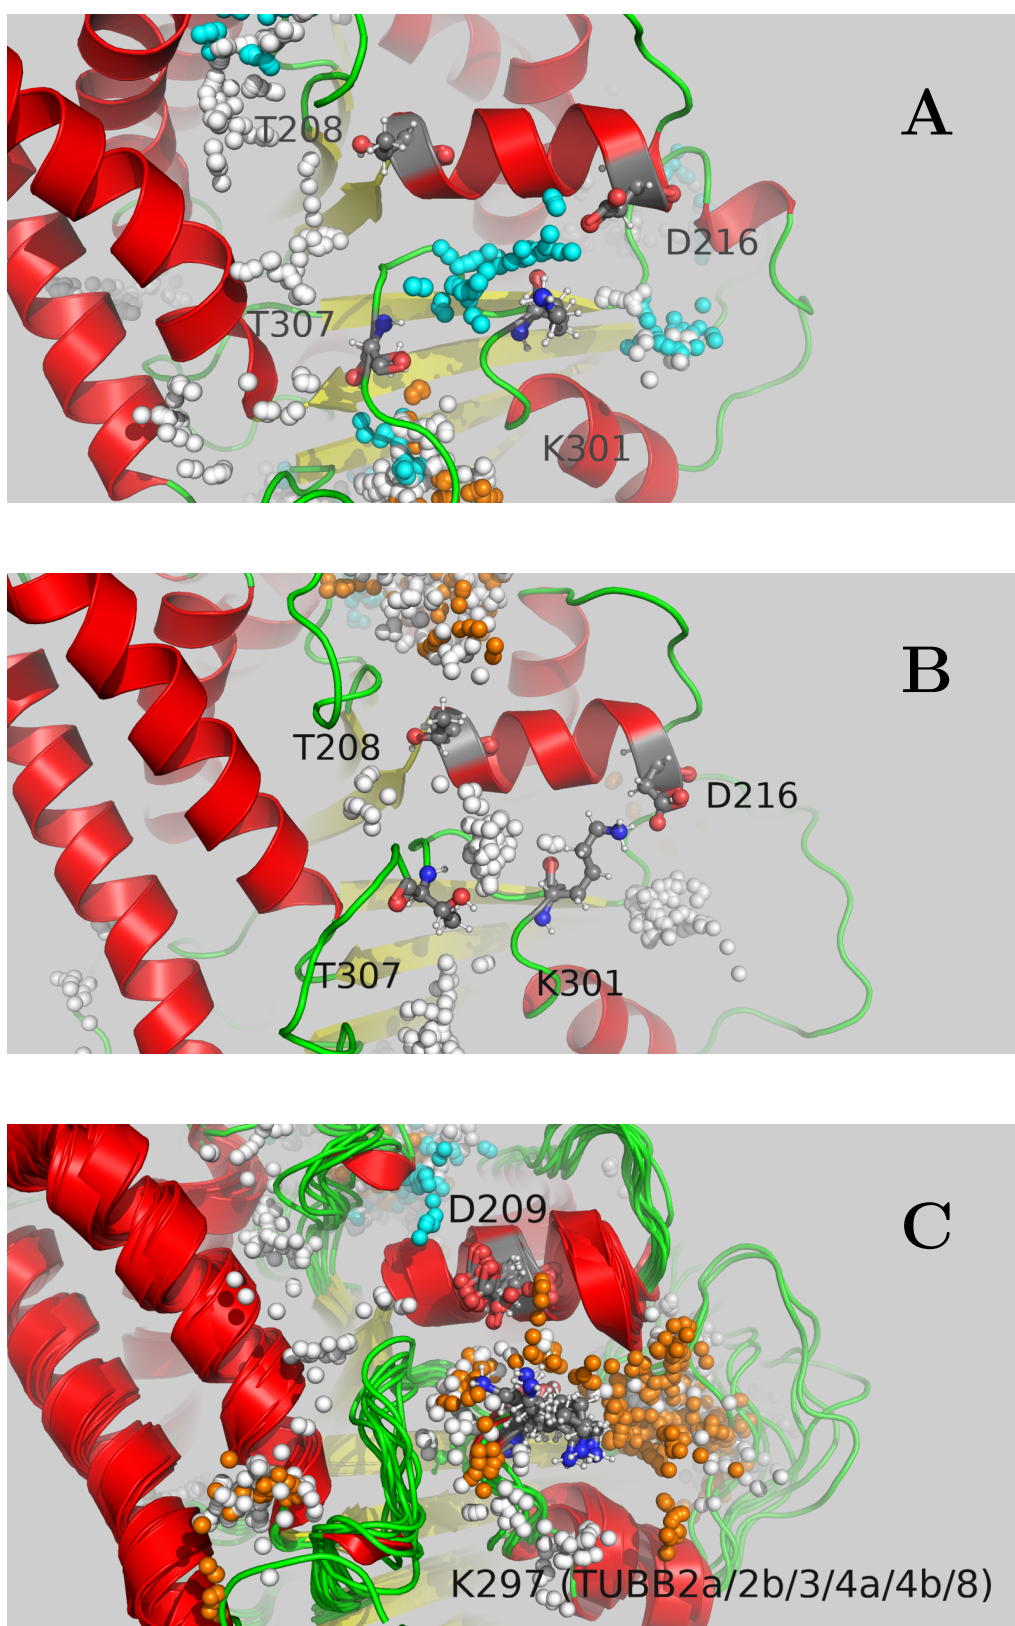 A
T208
D216
T307
K301
B
T208
D216
T307
K301
C
D209
K297 (TUBB2a/2b/3/4a/4b/8)